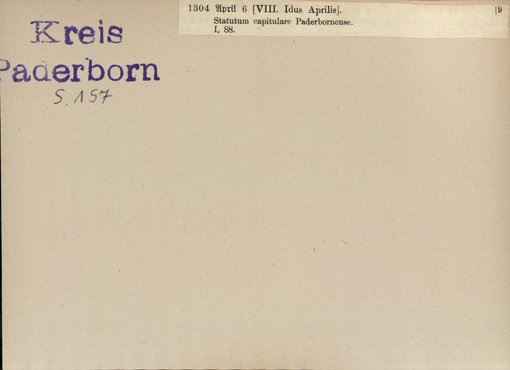 Kreis
Paderborn
S. 157
1304 April 6 [VIII. Idus Aprilis].
|9
Statutum capitulare Paderbornense.
I, 88.